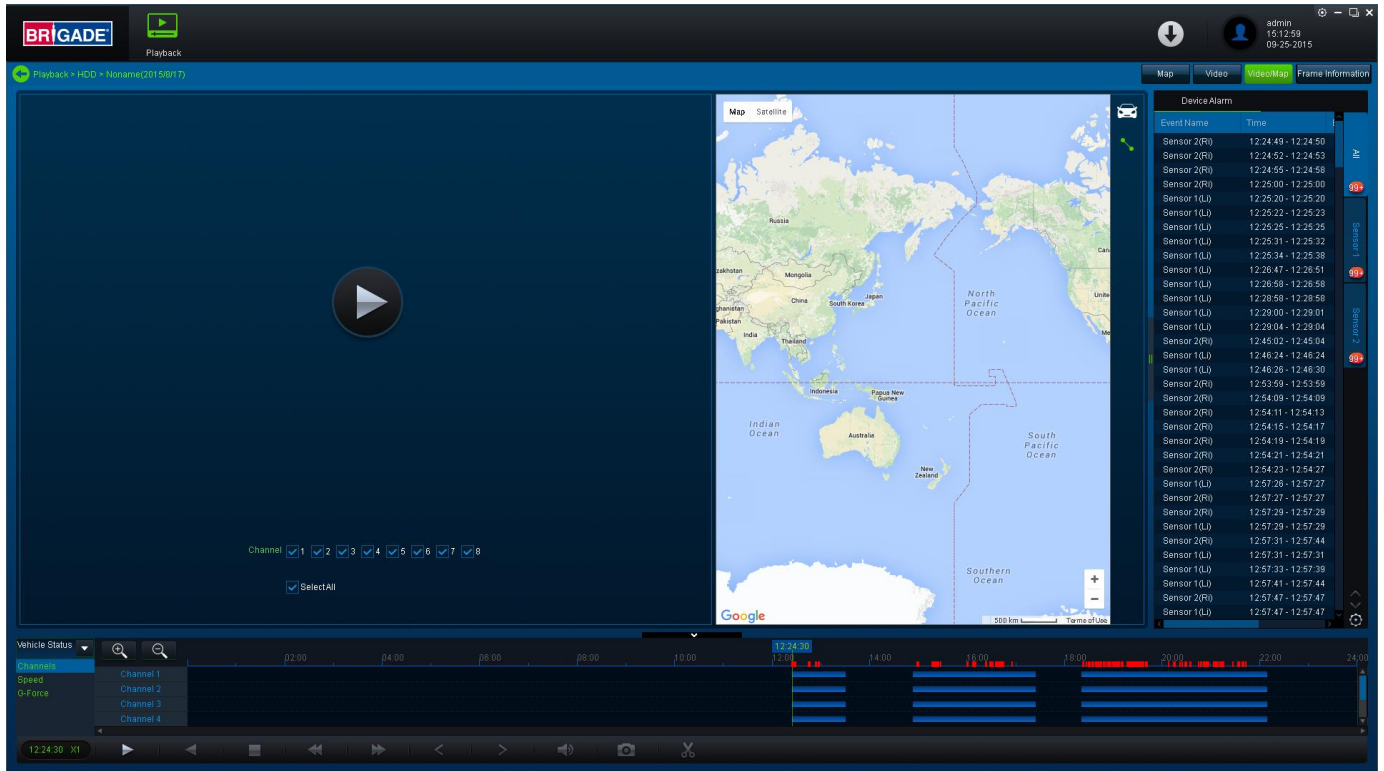 BRIGADE
Playback
admin
15:12:59
09-25-2015
Playback > HDD > Noname(2015/8/17)
Map Video Video/Map Frame Information
Map Satellite
Russia
Mongolia
China
South Korea
Japan
India
Thailand
Pakistan
Indonesia
Papua New
Guinea
Australia
New
Zealand
North
Pacific
Ocean
Indian
Ocean
South
Pacific
Ocean
Southern
Ocean
Google
500 km Terms of Use
Channel 1 2 3 4 5 6 7 8
Select All
Device Alarm
Event Name Time
Sensor 2(Ri) 12:24:49 - 12:24:50
Sensor 2(Ri) 12:24:52 - 12:24:53
Sensor 2(Ri) 12:24:55 - 12:24:58
Sensor 2(Ri) 12:25:00 - 12:25:00
Sensor 1(Li) 12:25:20 - 12:25:20
Sensor 1(Li) 12:25:22 - 12:25:23
Sensor 1(Li) 12:25:25 - 12:25:25
Sensor 1(Li) 12:25:31 - 12:25:32
Sensor 1(Li) 12:25:34 - 12:25:38
Sensor 1(Li) 12:26:47 - 12:26:51
Sensor 1(Li) 12:26:58 - 12:26:58
Sensor 1(Li) 12:28:58 - 12:28:58
Sensor 1(Li) 12:29:00 - 12:29:01
Sensor 1(Li) 12:29:04 - 12:29:04
Sensor 2(Ri) 12:45:02 - 12:45:04
Sensor 1(Li) 12:46:24 - 12:46:24
Sensor 1(Li) 12:46:26 - 12:46:30
Sensor 2(Ri) 12:53:59 - 12:53:59
Sensor 2(Ri) 12:54:09 - 12:54:09
Sensor 2(Ri) 12:54:11 - 12:54:13
Sensor 2(Ri) 12:54:15 - 12:54:17
Sensor 2(Ri) 12:54:19 - 12:54:19
Sensor 2(Ri) 12:54:21 - 12:54:21
Sensor 2(Ri) 12:54:23 - 12:54:27
Sensor 1(Li) 12:57:26 - 12:57:27
Sensor 2(Ri) 12:57:27 - 12:57:27
Sensor 2(Ri) 12:57:29 - 12:57:29
Sensor 1(Li) 12:57:29 - 12:57:29
Sensor 2(Ri) 12:57:31 - 12:57:44
Sensor 1(Li) 12:57:31 - 12:57:31
Sensor 1(Li) 12:57:33 - 12:57:39
Sensor 1(Li) 12:57:41 - 12:57:44
Sensor 2(Ri) 12:57:47 - 12:57:47
Sensor 1(Li) 12:57:47 - 12:57:47
All
99+
Sensor 1
99+
Sensor 2
99+
Vehicle Status
Channels
Speed
G-Force
12:24:30
02:00 04:00 06:00 08:00 10:00 12:00 14:00 16:00 18:00 20:00 22:00 24:00
Channel 1
Channel 2
Channel 3
Channel 4
12:24:30 X1